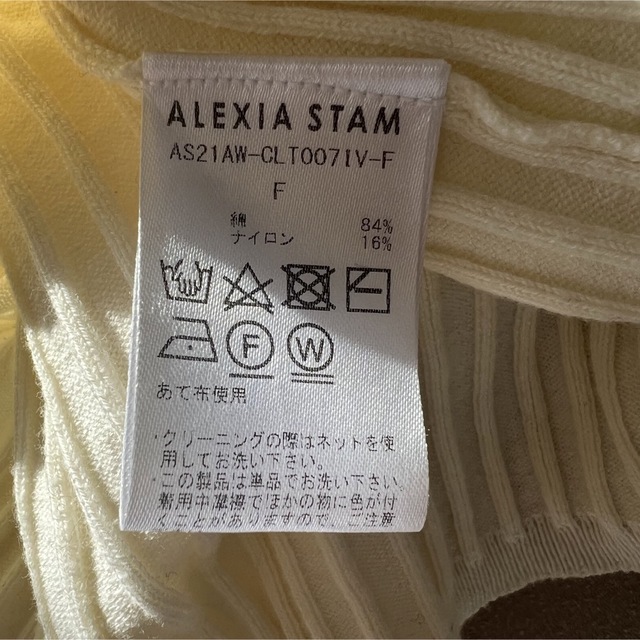 ALEXIA STAM
AS21AW-CLT007IV-F
F
綿 84%
ナイロン 16%
F W
あて布使用
・クリーニングの際はネットを使
用してお洗い下さい。
・この製品は単品でお洗い下さい。
着用中摩擦でほかの物に色が付
くことがありますので、ご注意